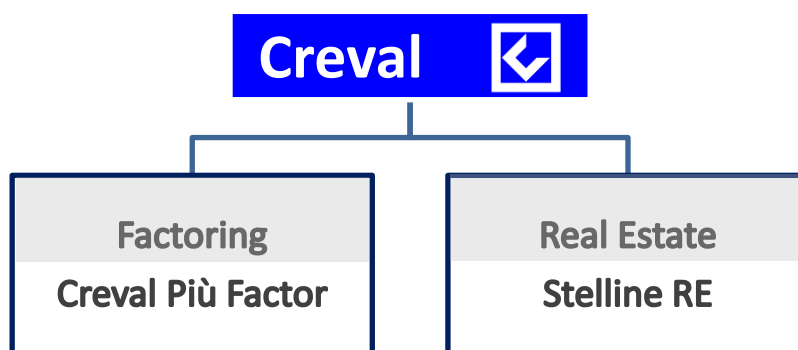 Creval
Factoring
Creval Più Factor
Real Estate
Stelline RE